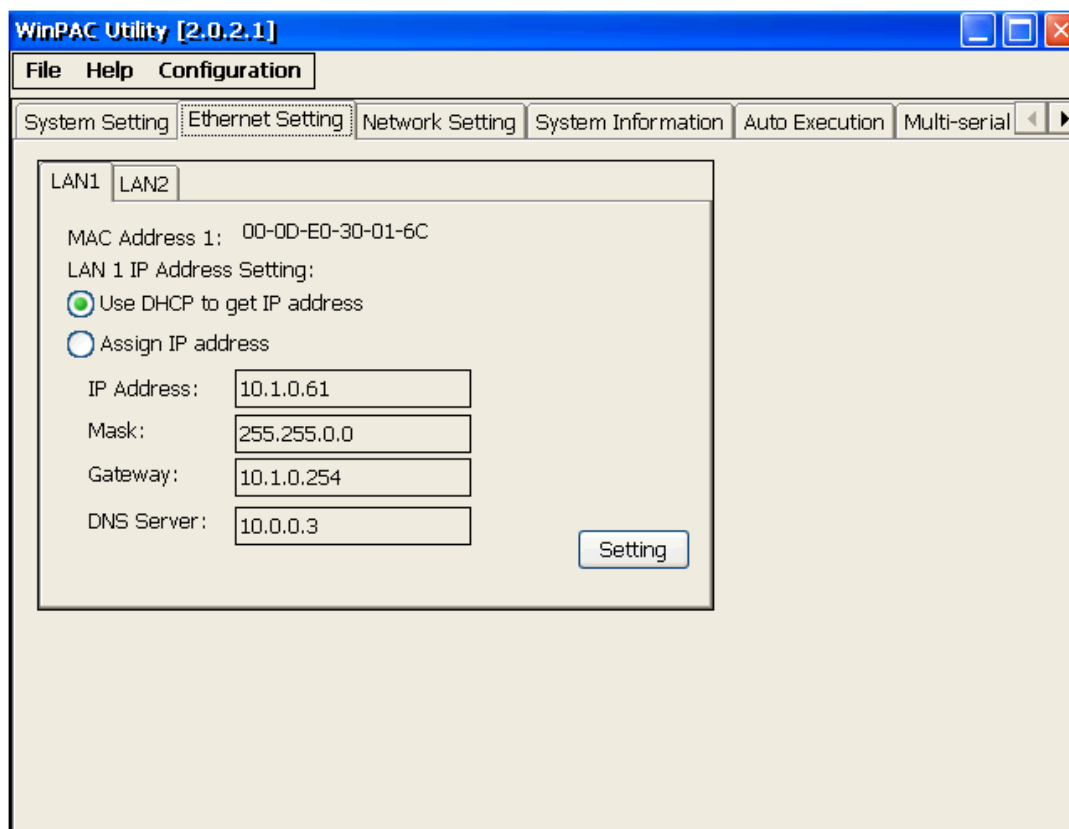 WinPAC Utility [2.0.2.1]
File Help Configuration
System Setting Ethernet Setting Network Setting System Information Auto Execution Multi-serial
LAN1 LAN2
MAC Address 1: 00-0D-E0-30-01-6C
LAN 1 IP Address Setting:
Use DHCP to get IP address
Assign IP address
IP Address: 10.1.0.61
Mask: 255.255.0.0
Gateway: 10.1.0.254
DNS Server: 10.0.0.3
Setting